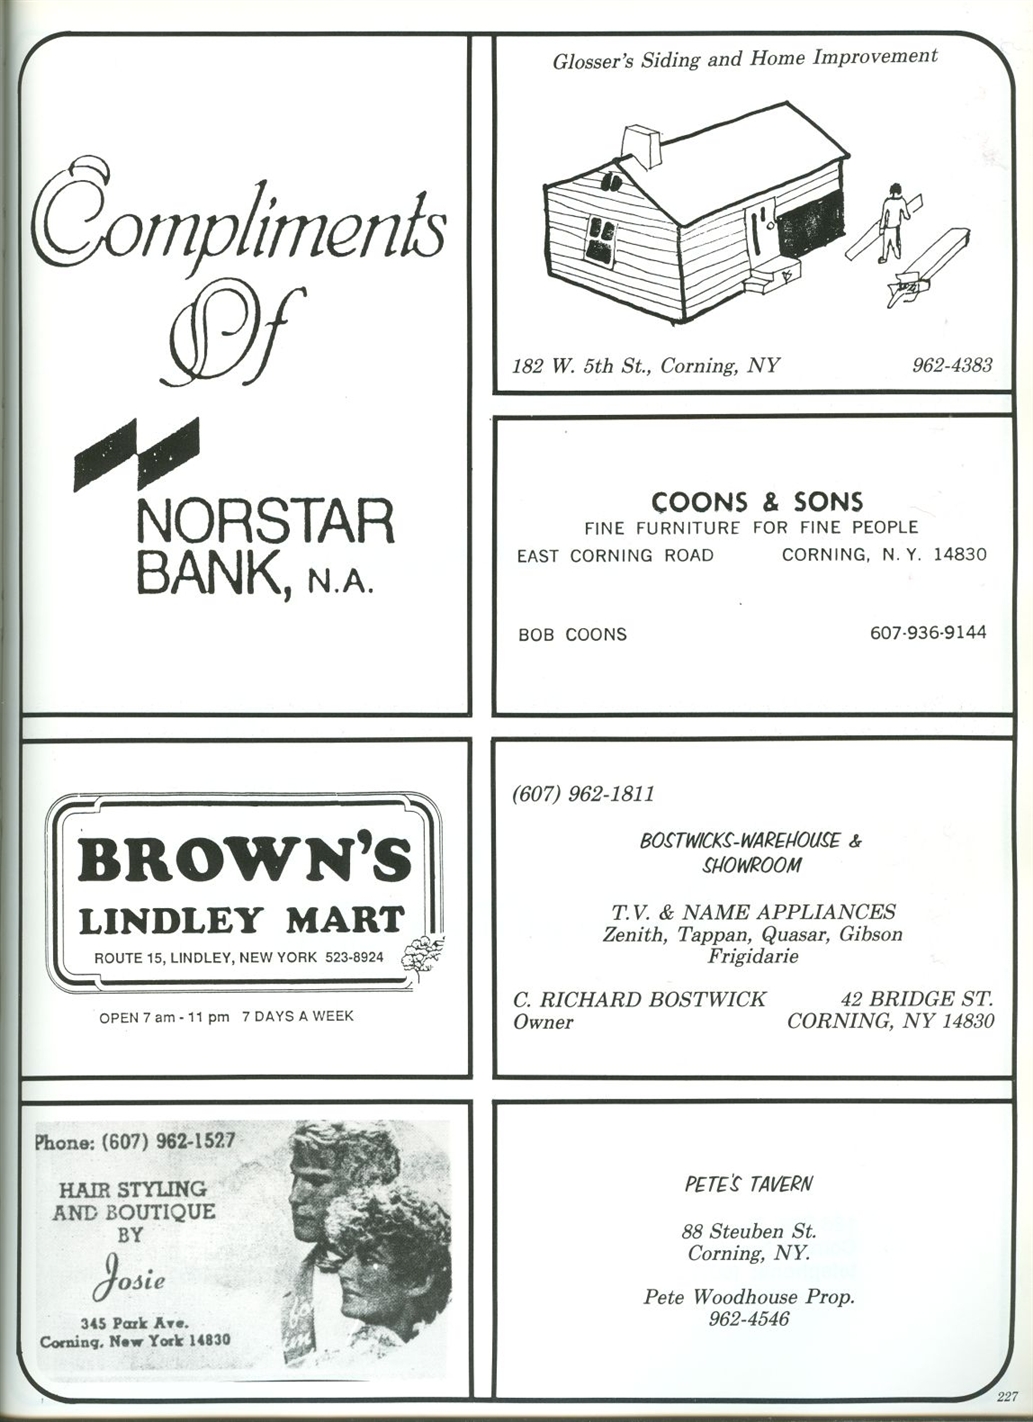 Compliments
Of
NORSTAR
BANK, N.A.
Glosser's Siding and Home Improvement
182 W. 5th St., Corning, NY 962-4383
COONS & SONS
FINE FURNITURE FOR FINE PEOPLE
EAST CORNING ROAD CORNING, N. Y. 14830
BOB COONS 607-936-9144
BROWN'S
LINDLEY MART
ROUTE 15, LINDLEY, NEW YORK 523-8924
OPEN 7 am - 11 pm 7 DAYS A WEEK
(607) 962-1811
BOSTWICKS-WAREHOUSE &
SHOWROOM
T.V. & NAME APPLIANCES
Zenith, Tappan, Quasar, Gibson
Frigidarie
C. RICHARD BOSTWICK 42 BRIDGE ST.
Owner CORNING, NY 14830
Phone: (607) 962-1527
HAIR STYLING
AND BOUTIQUE
BY
Josie
345 Park Ave.
Corning, New York 14830
PETE'S TAVERN
88 Steuben St.
Corning, NY.
Pete Woodhouse Prop.
962-4546
227